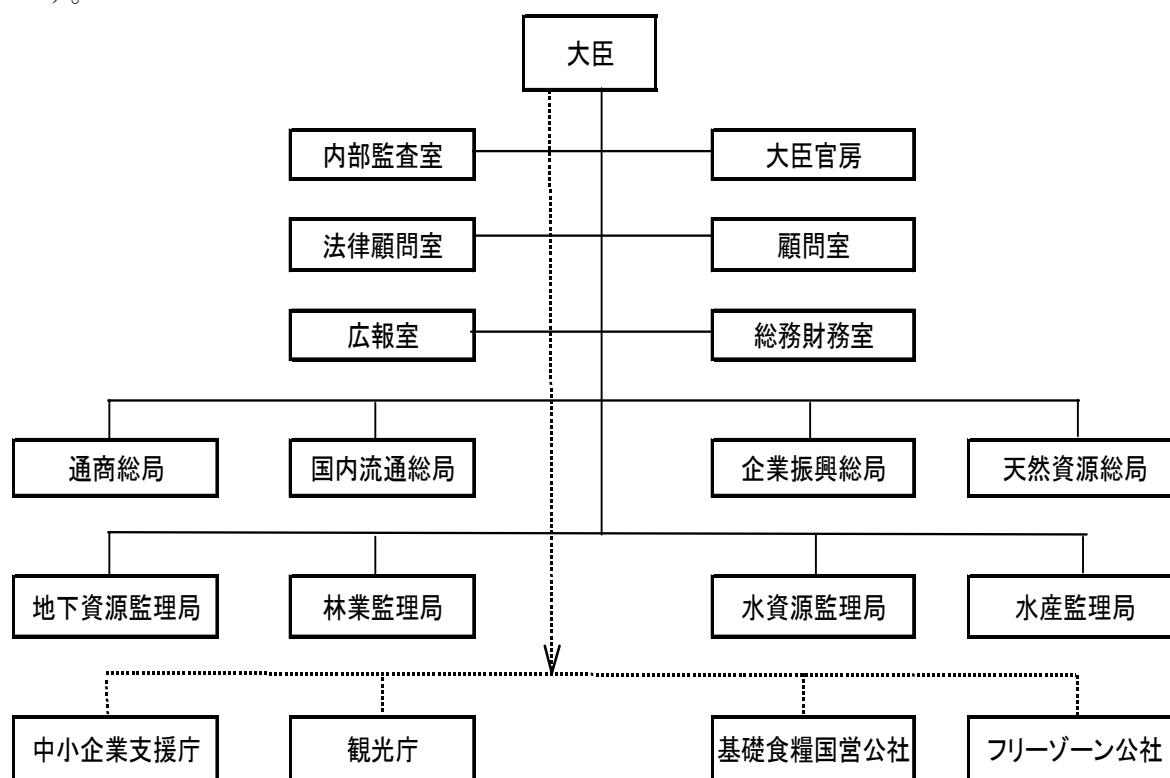 す。
大臣
内部監査室
大臣官房
法律顧問室
顧問室
広報室
総務財務室
通商総局
国内流通総局
企業振興総局
天然資源総局
地下資源監理局
林業監理局
水資源監理局
水産監理局
中小企業支援庁
観光庁
基礎食糧国営公社
フリーゾーン公社